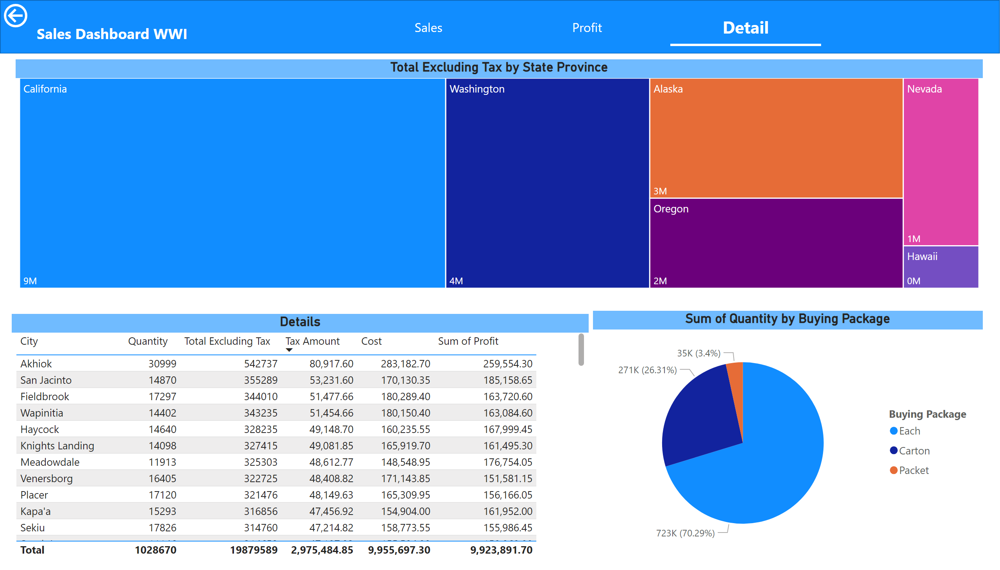 Sales Dashboard WWI
Sales Profit Detail
Total Excluding Tax by State Province
California
9M
Washington
4M
Alaska
3M
Oregon
2M
Nevada
1M
Hawaii
0M
Details
City Quantity Total Excluding Tax Tax Amount Cost Sum of Profit
Akhiok 30999 542737 80,917.60 283,182.70 259,554.30
San Jacinto 14870 355289 53,231.60 170,130.35 185,158.65
Fieldbrook 17297 344010 51,477.66 180,289.40 163,720.60
Wapinitia 14402 343235 51,454.66 180,150.40 163,084.60
Haycock 14640 328235 49,148.70 160,235.55 167,999.45
Knights Landing 14098 327415 49,081.85 165,919.70 161,495.30
Meadowdale 11913 325303 48,612.77 148,548.95 176,754.05
Venersborg 16405 322725 48,408.82 171,143.85 151,581.15
Placer 17120 321476 48,149.63 165,309.95 156,166.05
Kapa'a 15293 316856 47,456.92 154,904.00 161,952.00
Sekiu 17826 314760 47,214.82 158,773.55 155,986.45
Total 1028670 19879589 2,975,484.85 9,955,697.30 9,923,891.70
Sum of Quantity by Buying Package
35K (3.4%)
271K (26.31%)
723K (70.29%)
Buying Package
Each
Carton
Packet